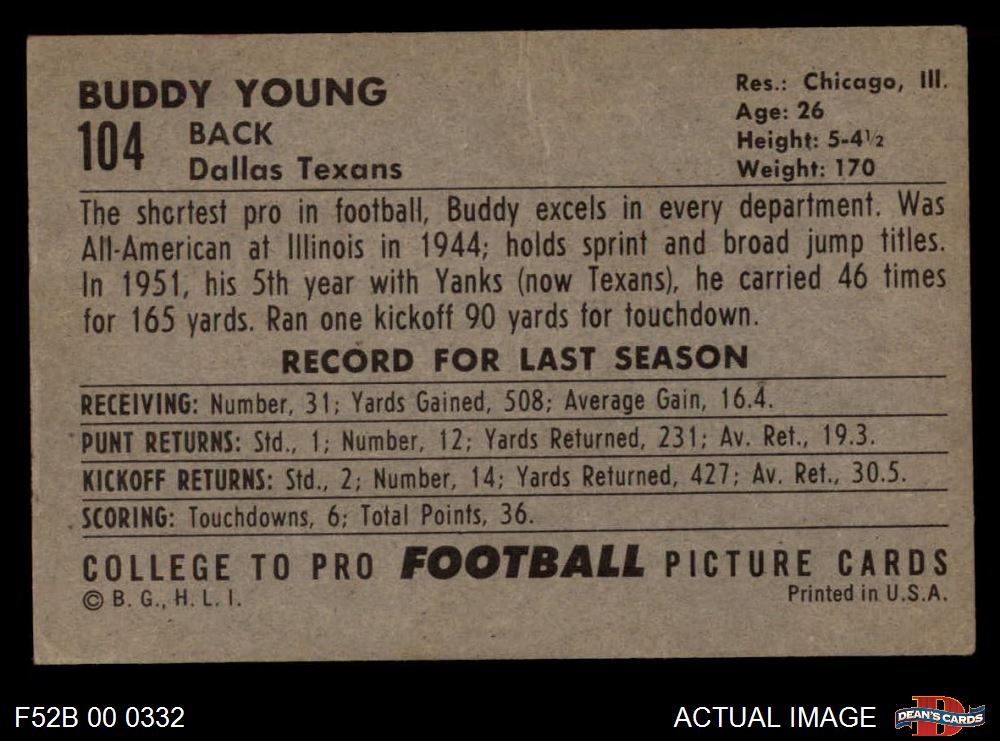 BUDDY YOUNG
104 BACK
Dallas Texans
Res.: Chicago, Ill.
Age: 26
Height: 5-4½
Weight: 170
The shortest pro in football, Buddy excels in every department. Was
All-American at Illinois in 1944; holds sprint and broad jump titles.
In 1951, his 5th year with Yanks (now Texans), he carried 46 times
for 165 yards. Ran one kickoff 90 yards for touchdown.
RECORD FOR LAST SEASON
RECEIVING: Number, 31; Yards Gained, 508; Average Gain, 16.4.
PUNT RETURNS: Std., 1; Number, 12; Yards Returned, 231; Av. Ret., 19.3.
KICKOFF RETURNS: Std., 2; Number, 14; Yards Returned, 427; Av. Ret., 30.5.
SCORING: Touchdowns, 6; Total Points, 36.
COLLEGE TO PRO FOOTBALL PICTURE CARDS
© B. G., H. L. I.
Printed in U.S.A.
F52B 00 0332
ACTUAL IMAGE
D
DEAN'S CARDS